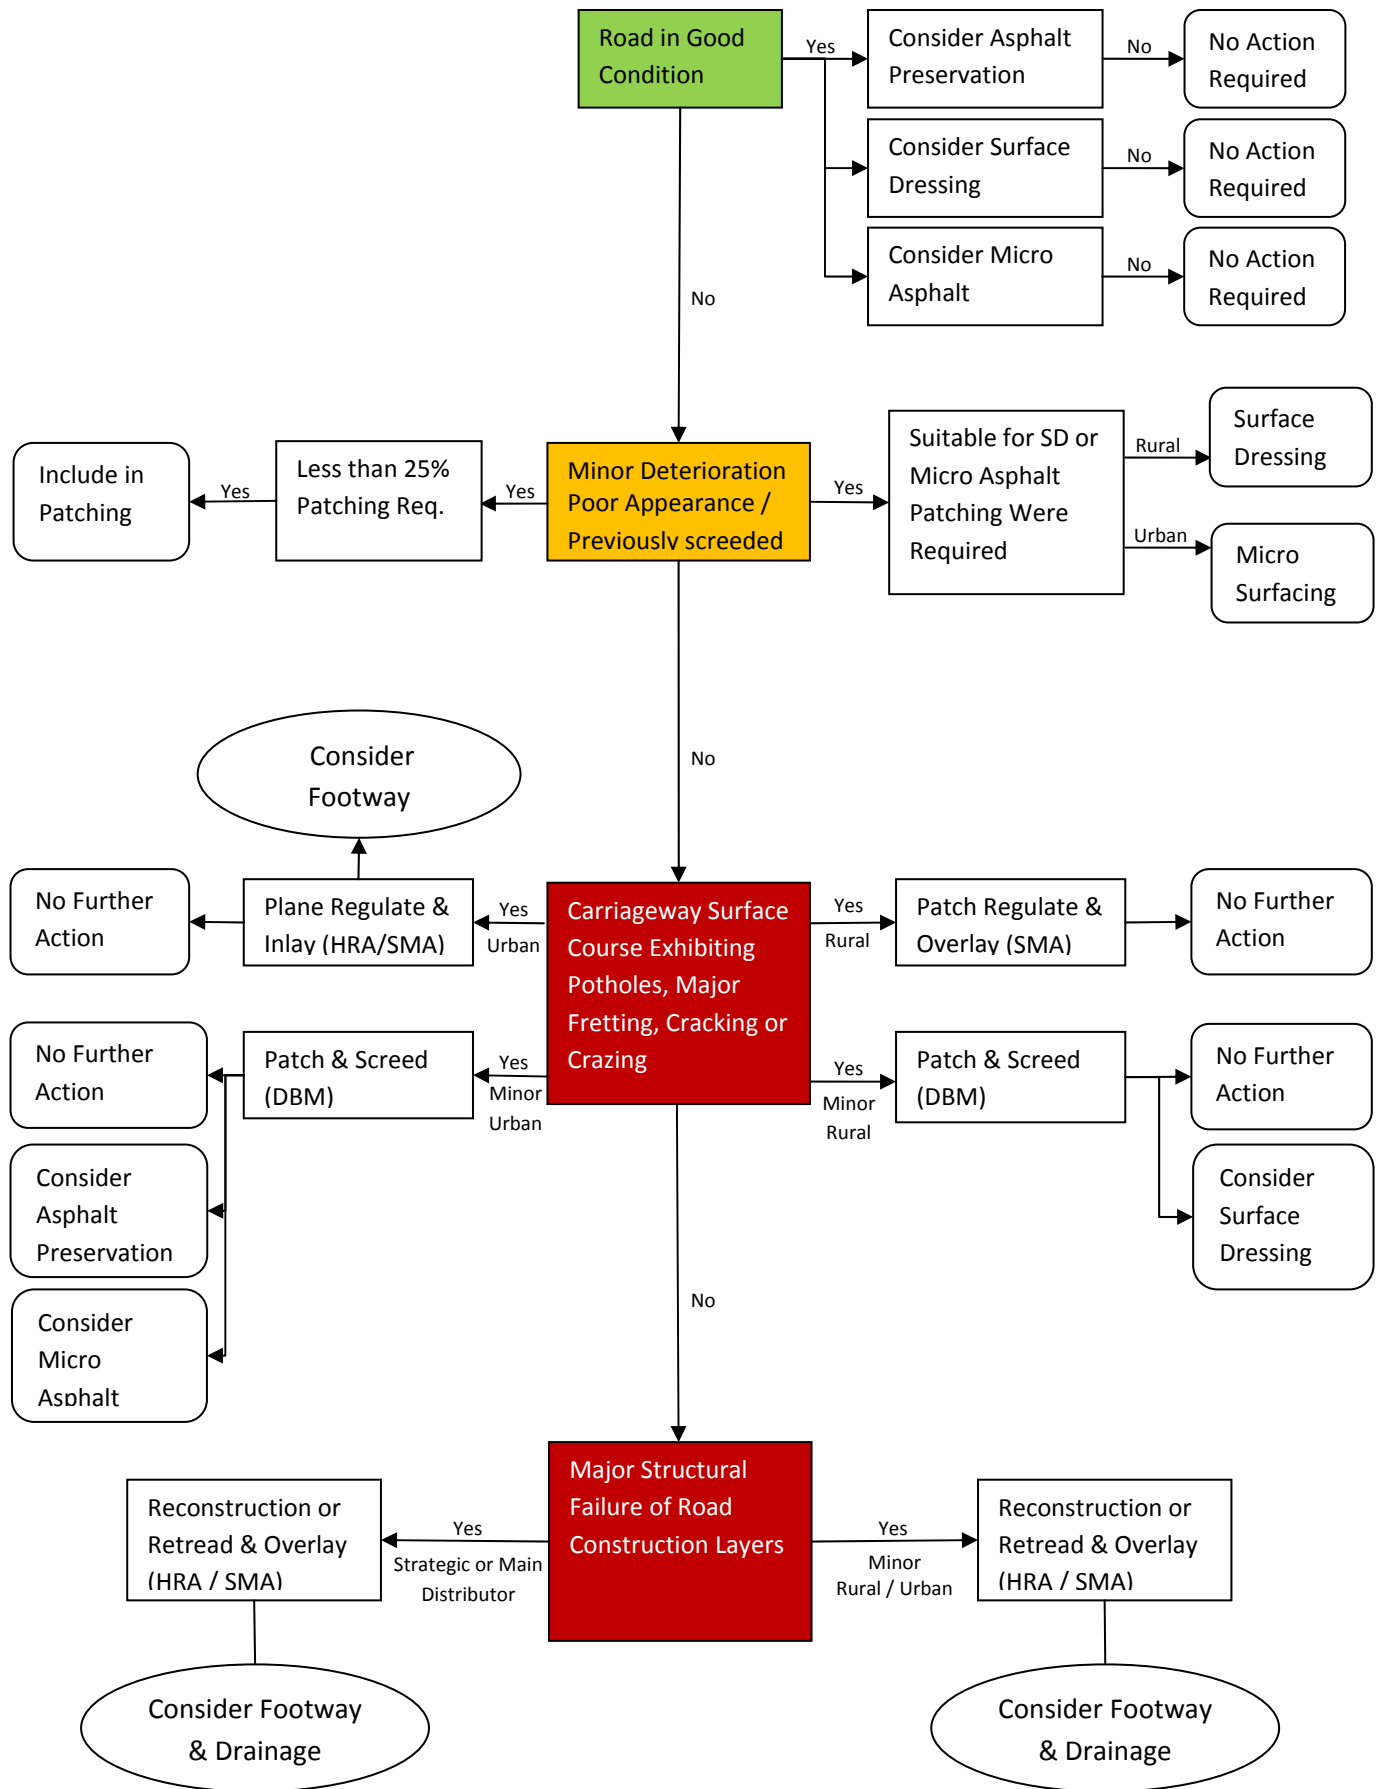 Road in Good
Condition
Yes
Consider Asphalt
Preservation
No
No Action
Required
Consider Surface
Dressing
No
No Action
Required
Consider Micro
Asphalt
No
No Action
Required
No
Include in
Patching
Yes
Less than 25%
Patching Req.
Yes
Minor Deterioration
Poor Appearance /
Previously screeded
Yes
Suitable for SD or
Micro Asphalt
Patching Were
Required
Rural
Surface
Dressing
Urban
Micro
Surfacing
No
Consider
Footway
No Further
Action
Plane Regulate &
Inlay (HRA/SMA)
Yes
Urban
Carriageway Surface
Course Exhibiting
Potholes, Major
Fretting, Cracking or
Crazing
Yes
Rural
Patch Regulate &
Overlay (SMA)
No Further
Action
No Further
Action
Patch & Screed
(DBM)
Yes
Minor
Urban
Yes
Minor
Rural
Patch & Screed
(DBM)
No Further
Action
Consider
Asphalt
Preservation
Consider
Surface
Dressing
Consider
Micro
Asphalt
No
Reconstruction or
Retread & Overlay
(HRA / SMA)
Yes
Strategic or Main
Distributor
Major Structural
Failure of Road
Construction Layers
Yes
Minor
Rural / Urban
Reconstruction or
Retread & Overlay
(HRA / SMA)
Consider Footway
& Drainage
Consider Footway
& Drainage